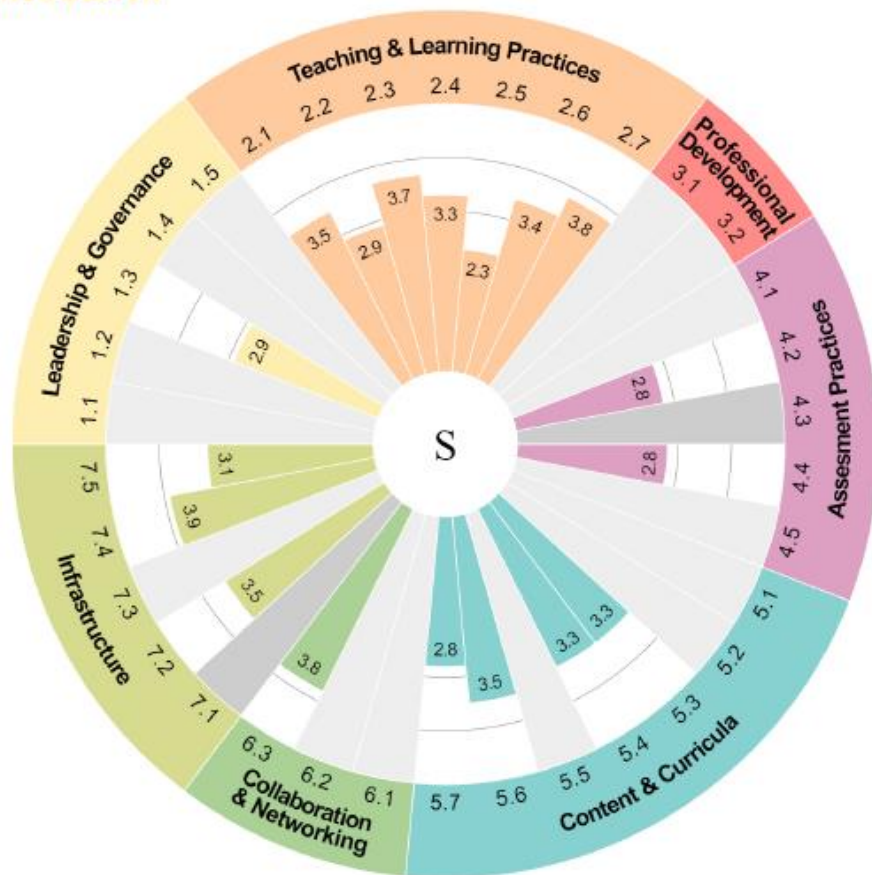 Teaching & Learning Practices
2.1 2.2 2.3 2.4 2.5 2.6 2.7
3.5 2.9 3.7 3.3 2.3 3.4 3.8
Professional
Development
3.1 3.2
Assesment Practices
4.1 4.2 4.3 4.4 4.5
2.8 2.8
Content & Curricula
5.1 5.2 5.3 5.4 5.5 5.6 5.7
3.3 3.3 3.5 2.8
Collaboration
& Networking
6.1 6.2 6.3
3.8
Infrastructure
7.1 7.2 7.3 7.4 7.5
3.5 3.9 3.1
Leadership & Governance
1.1 1.2 1.3 1.4 1.5
2.9
S